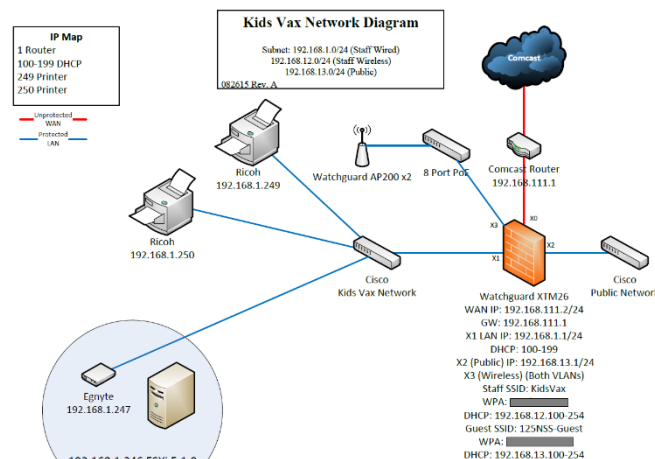 IP Map
1 Router
100-199 DHCP
249 Printer
250 Printer
Unprotected
WAN
Protected
LAN
Kids Vax Network Diagram
Subnet: 192.168.1.0/24 (Staff Wired)
192.168.12.0/24 (Staff Wireless)
192.168.13.0/24 (Public)
082615 Rev. A
Comcast
Ricoh
192.168.1.249
Watchguard AP200 x2
8 Port PoE
Comcast Router
192.168.111.1
Ricoh
192.168.1.250
X0
X3
X1
X2
Cisco
Kids Vax Network
Cisco
Public Network
Watchguard XTM26
WAN IP: 192.168.111.2/24
GW: 192.168.111.1
X1 LAN IP: 192.168.1.1/24
DHCP: 100-199
X2 (Public) IP: 192.168.13.1/24
X3 (Wireless) (Both VLANs)
Staff SSID: KidsVax
WPA:
DHCP: 192.168.12.100-254
Guest SSID: 125NSS-Guest
WPA:
DHCP: 192.168.13.100-254
Egnyte
192.168.1.247